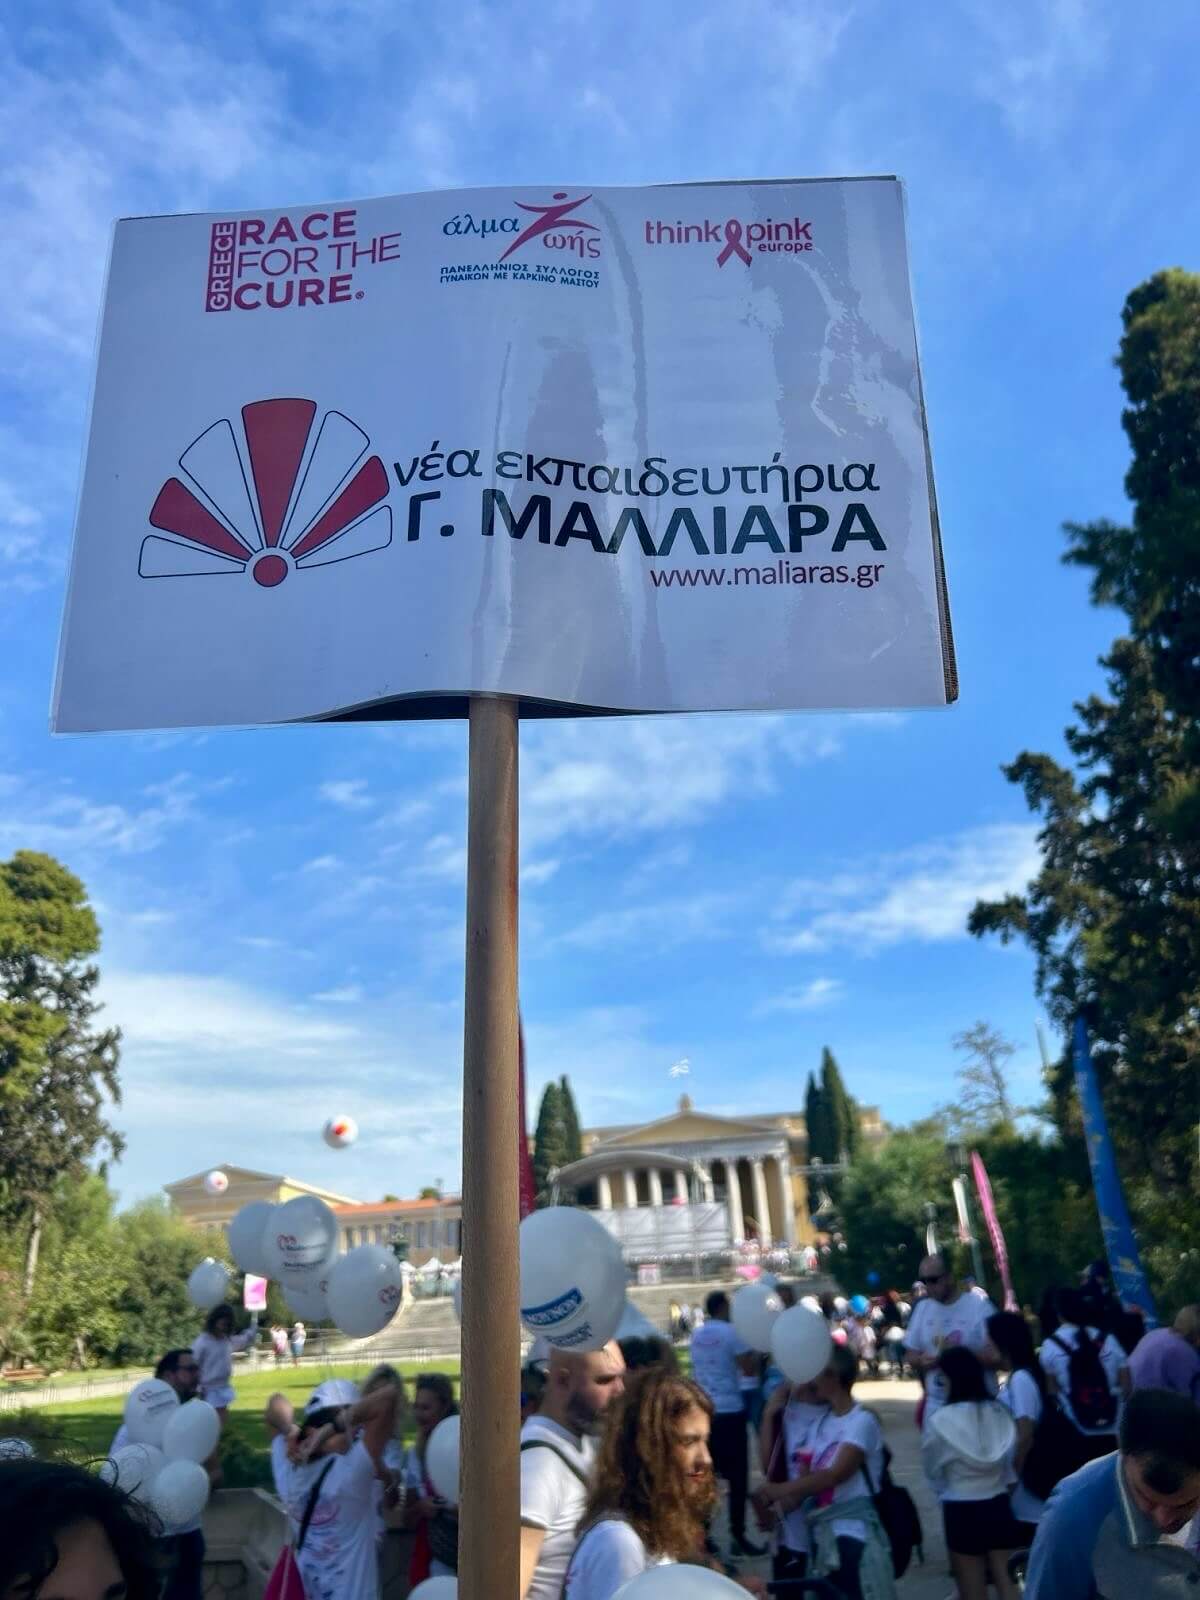 GREECE
RACE
FOR THE
CURE®
άλμα
Ζωής
ΠΑΝΕΛΛΗΝΙΟΣ ΣΥΛΛΟΓΟΣ
ΓΥΝΑΙΚΩΝ ΜΕ ΚΑΡΚΙΝΟ ΜΑΣΤΟΥ
think pink
europe
νέα εκπαιδευτήρια
Γ. ΜΑΛΛΙΑΡΑ
www.maliaras.gr